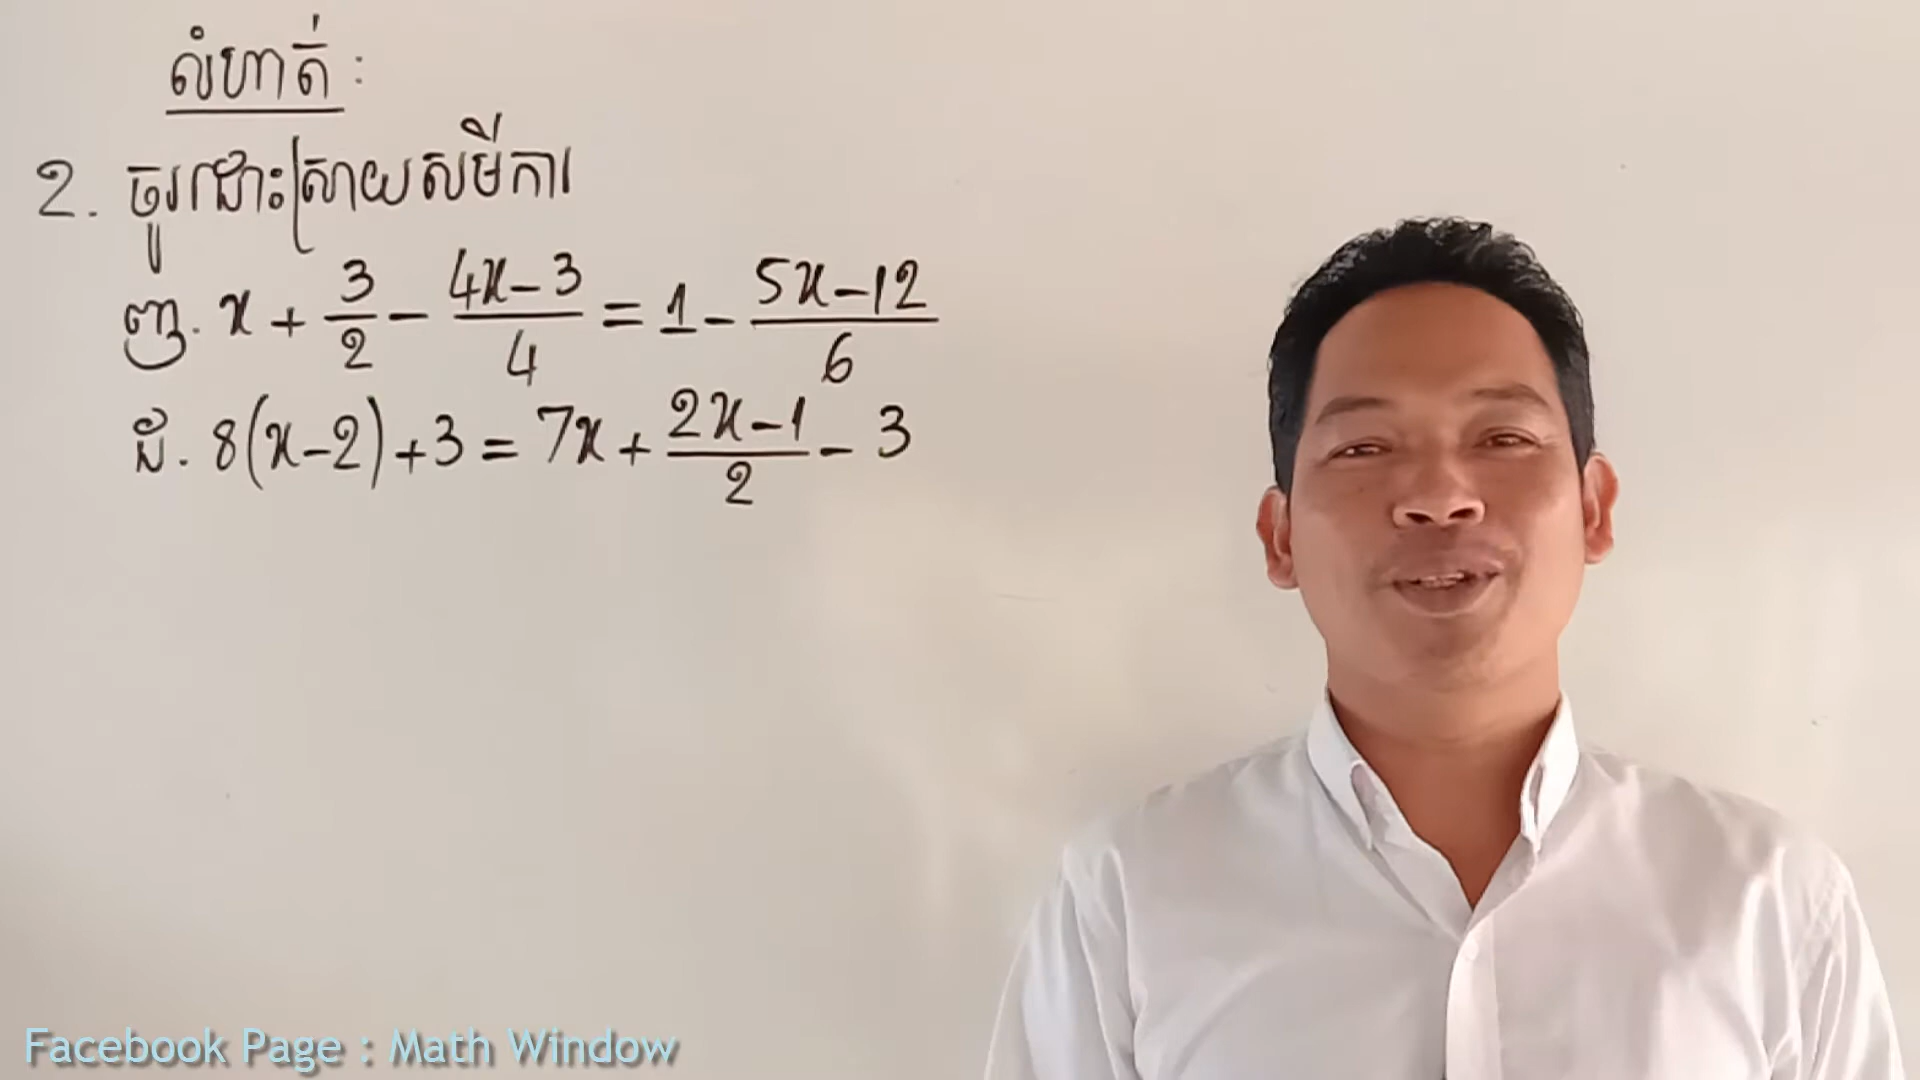 លំហាត់ :
2. ចូរដោះស្រាយសមីការ
ញ. x + 3/2 - (4x-3)/4 = 1 - (5x-12)/6
ដ. 8(x-2)+3 = 7x + (2x-1)/2 - 3
Facebook Page : Math Window